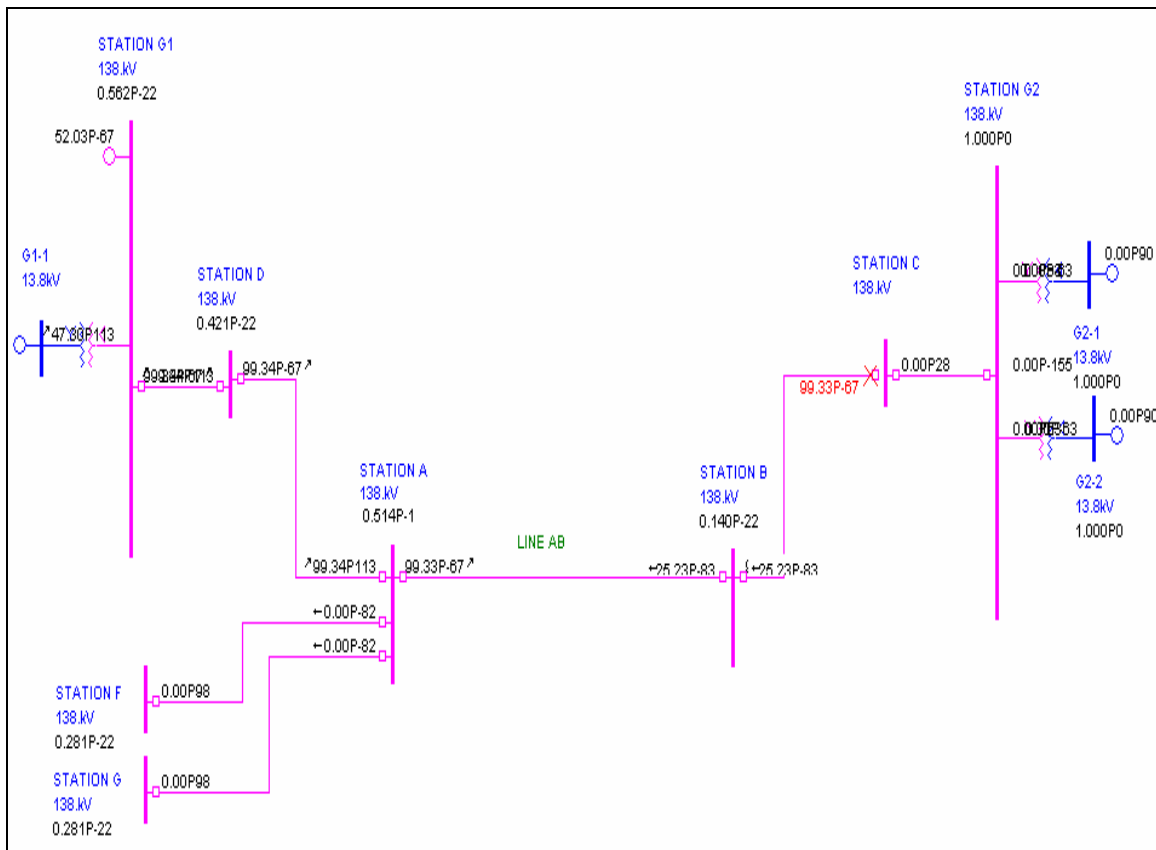 STATION G1
138.kV
0.562P-22
52.03P-67
G1-1
13.8kV
STATION D
138.kV
0.421P-22
99.34P-67↗
STATION A
138.kV
0.514P-1
↗99.34P113
99.33P-67↗
←0.00P-82
←0.00P-82
STATION F
138.kV
0.281P-22
0.00P98
STATION G
138.kV
0.281P-22
0.00P98
LINE AB
STATION B
138.kV
0.140P-22
←25.23P-83
←25.23P-83
STATION C
138.kV
99.33P-67
0.00P28
STATION G2
138.kV
1.000P0
0.00P-155
0.00P90
G2-1
13.8kV
1.000P0
0.00P90
G2-2
13.8kV
1.000P0